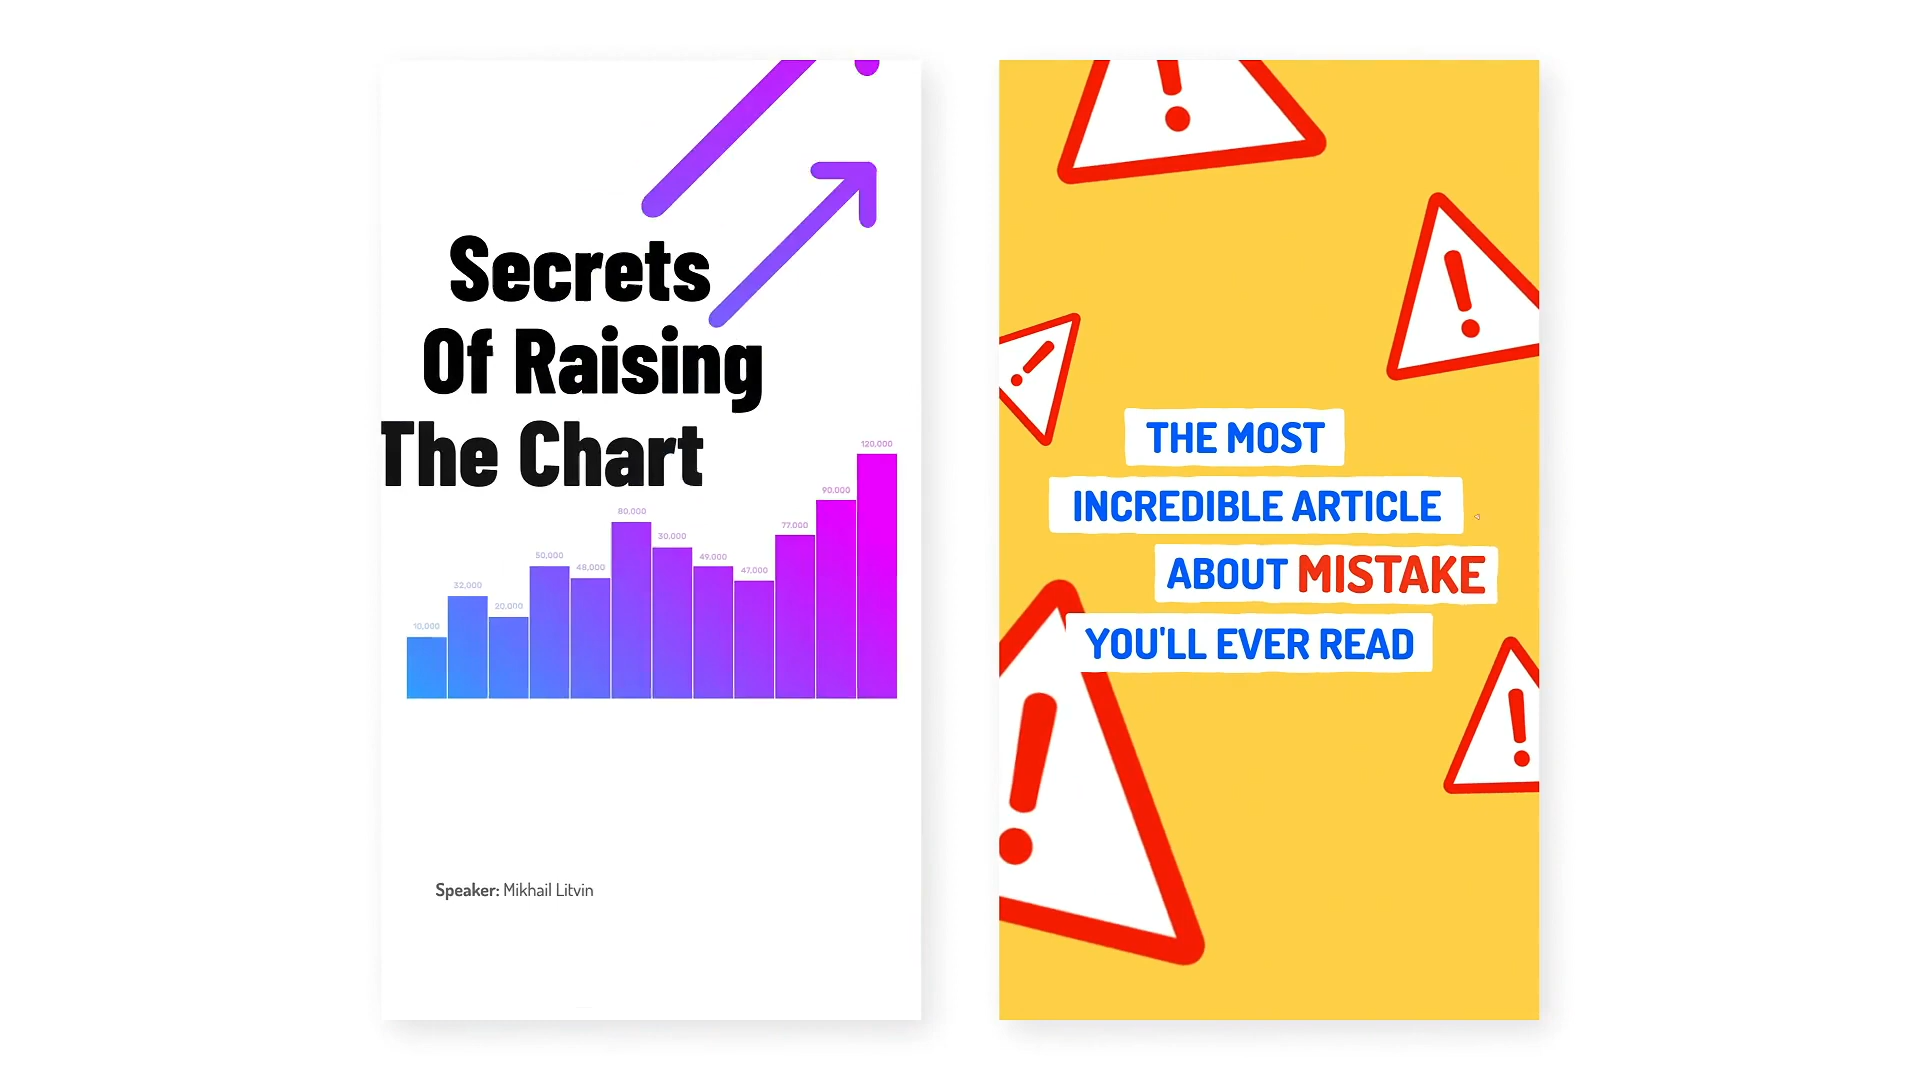 Secrets
Of Raising
The Chart
120,000
90,000
80,000
77,000
30,000
50,000
49,000
48,000
47,000
32,000
20,000
10,000
Speaker: Mikhail Litvin
THE MOST
INCREDIBLE ARTICLE
ABOUT MISTAKE
YOU'LL EVER READ